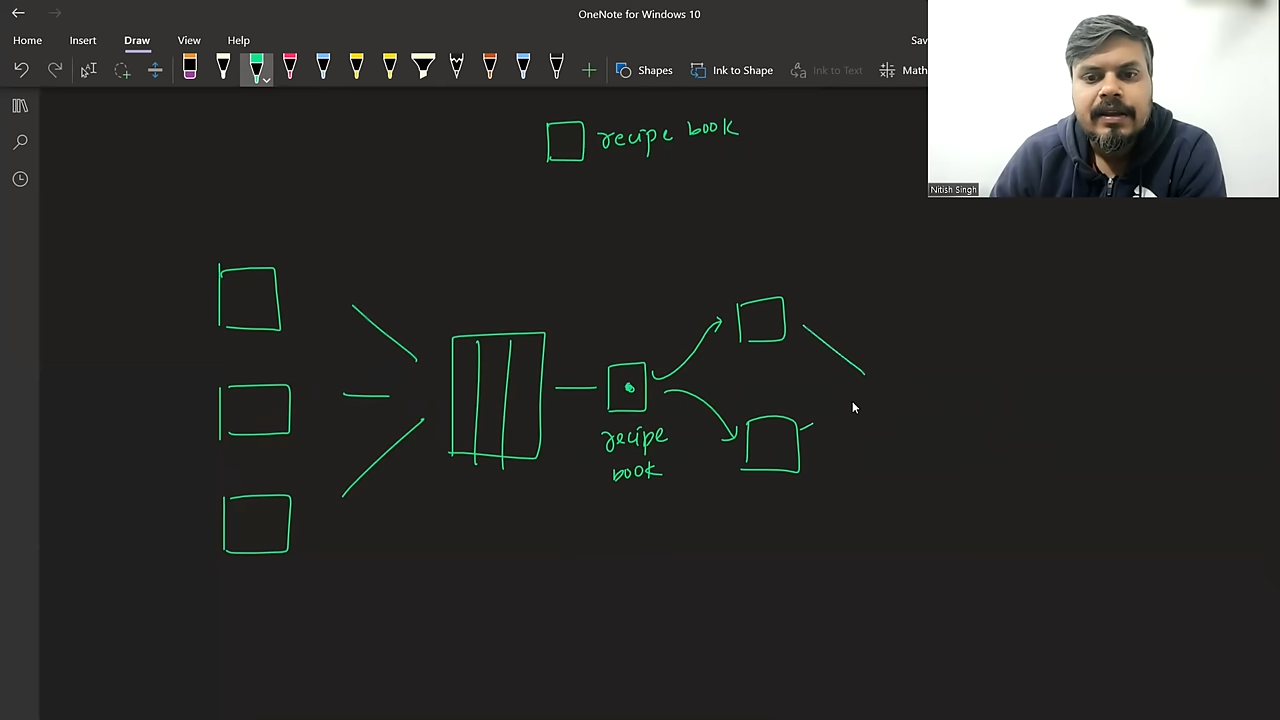 OneNote for Windows 10
Home Insert Draw View Help
Sav
Shapes Ink to Shape Ink to Text Math
Nitish Singh
recipe book
recipe
book